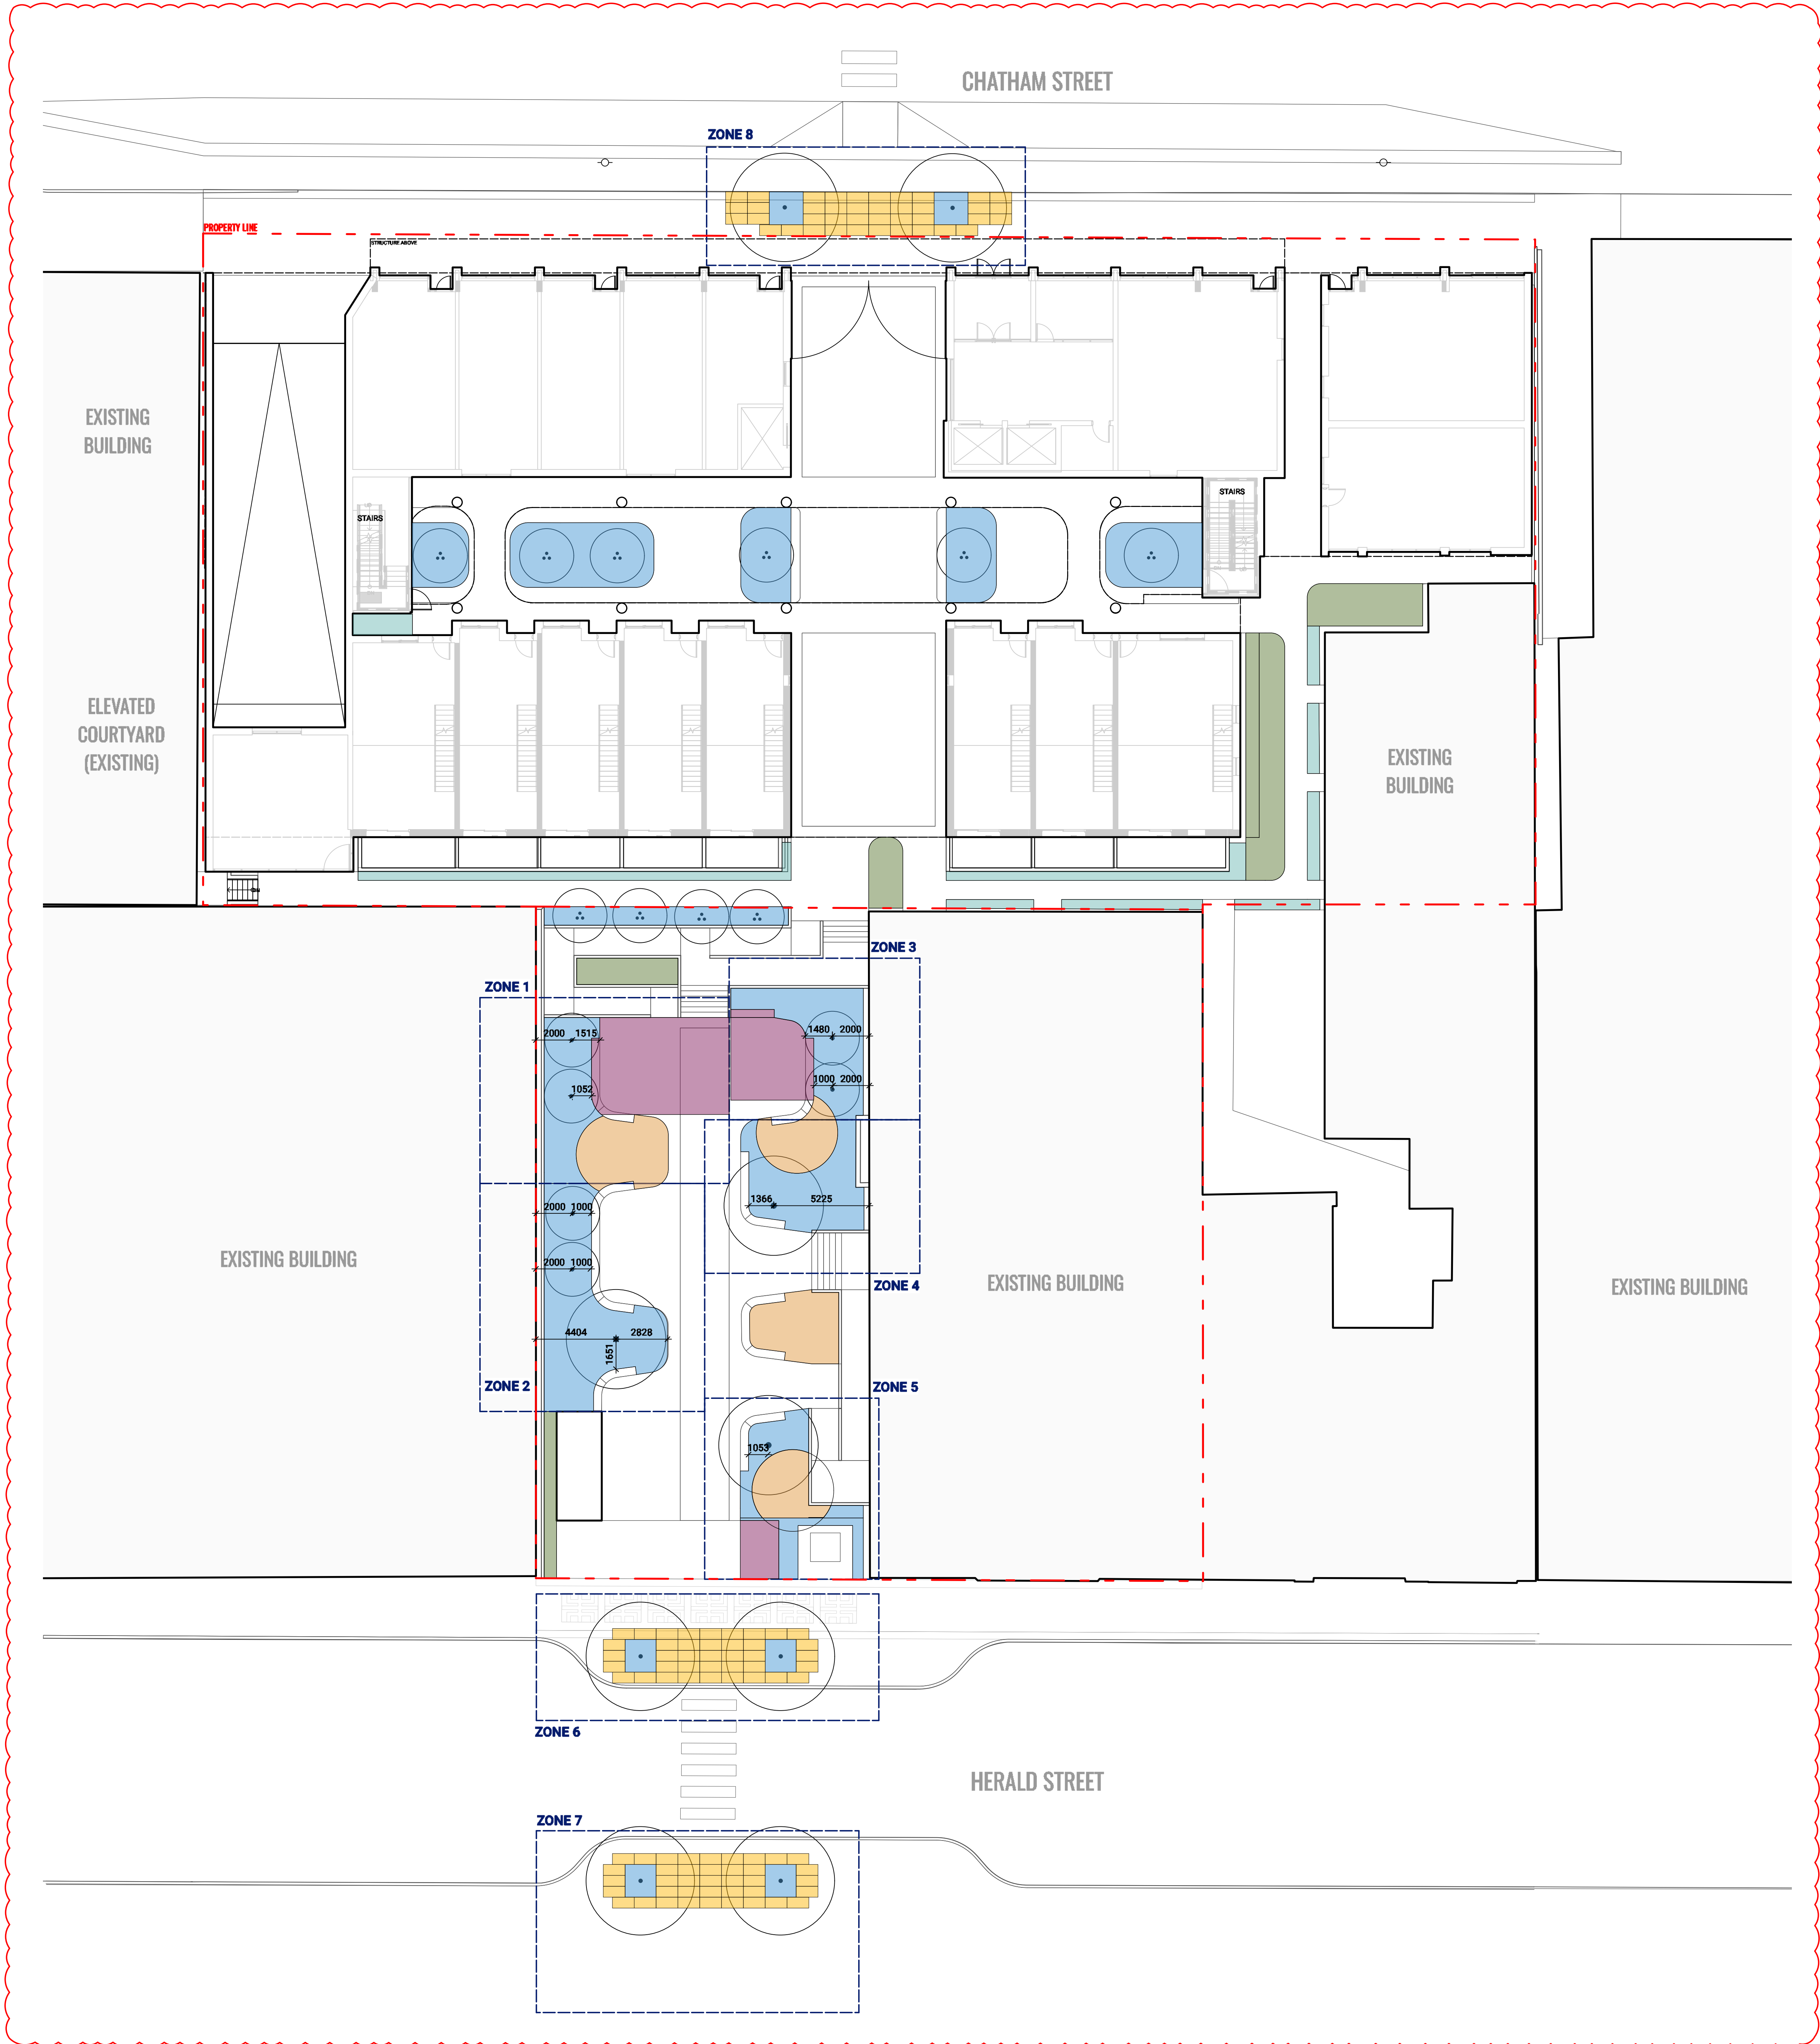 CHATHAM STREET
ZONE 8
PROPERTY LINE
STRUCTURE ABOVE
EXISTING
BUILDING
STAIRS
STAIRS
ELEVATED
COURTYARD
(EXISTING)
EXISTING
BUILDING
ZONE 3
ZONE 1
2000 1515
1480 2000
1052
1000 2000
1366 5225
2000 1000
EXISTING BUILDING
2000 1000
EXISTING BUILDING
ZONE 4
EXISTING BUILDING
4404 2828
1651
ZONE 2
ZONE 5
1053
ZONE 6
HERALD STREET
ZONE 7